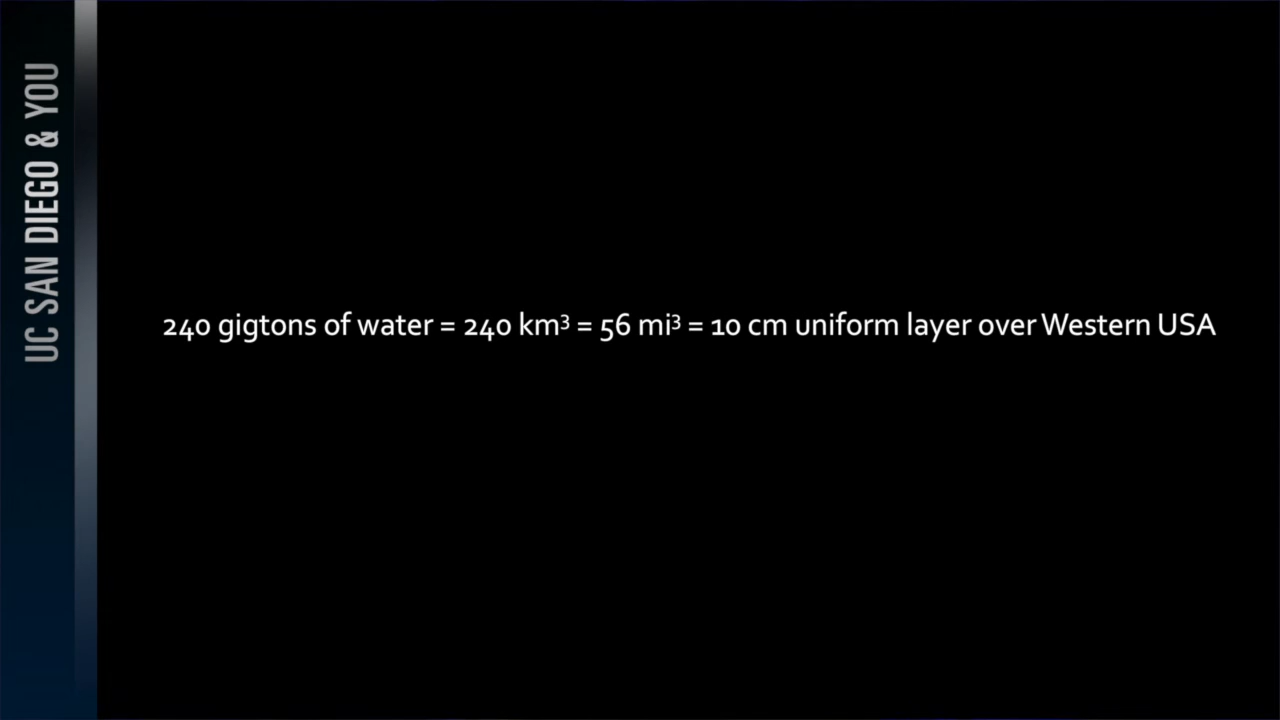 UC SAN DIEGO & YOU
240 gigtons of water = 240 km³ = 56 mi³ = 10 cm uniform layer over Western USA